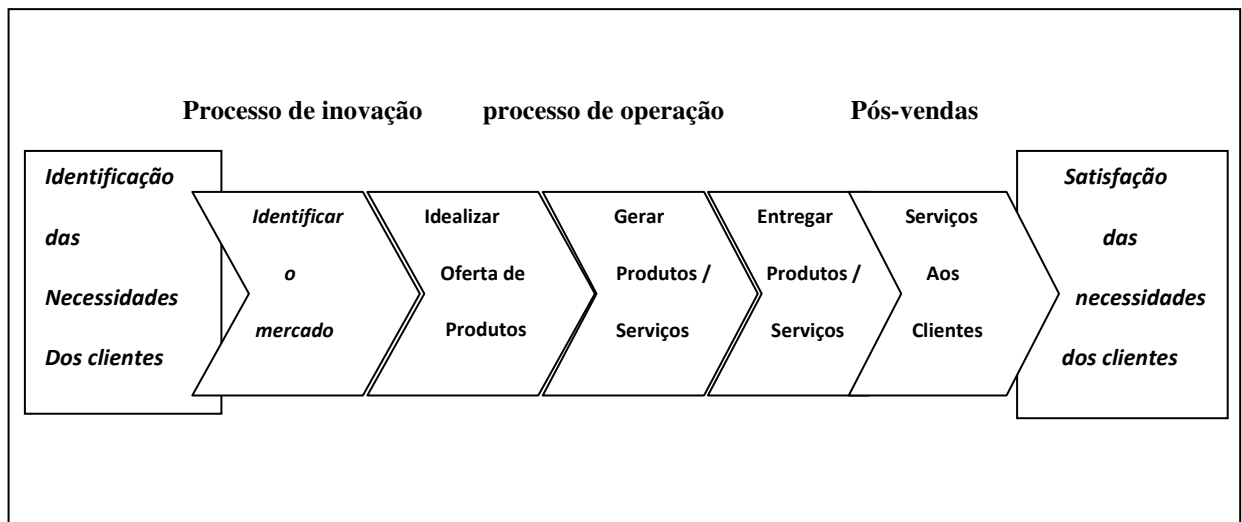 Processo de inovação processo de operação Pós-vendas
Identificação
das
Necessidades
Dos clientes
Identificar
o
mercado
Idealizar
Oferta de
Produtos
Gerar
Produtos /
Serviços
Entregar
Produtos /
Serviços
Serviços
Aos
Clientes
Satisfação
das
necessidades
dos clientes